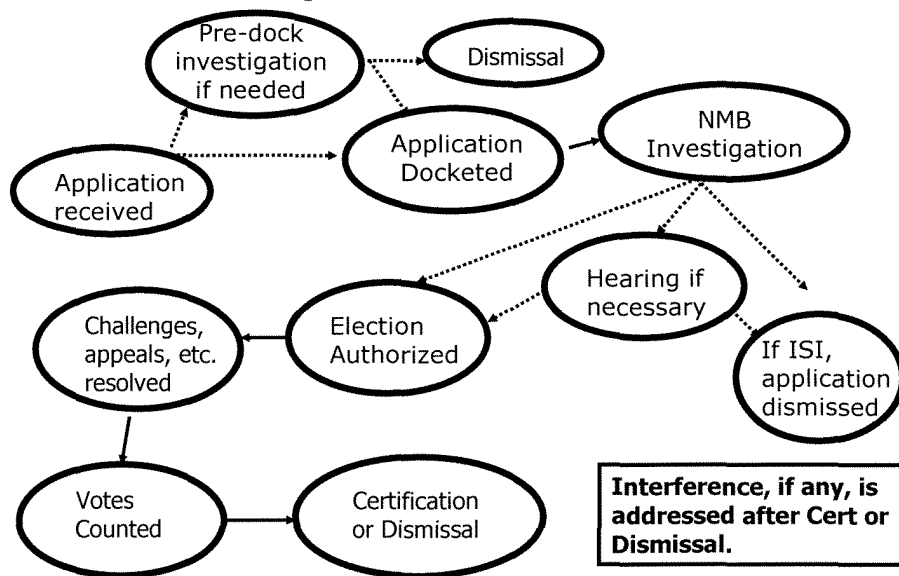 Pre-dock
investigation
if needed
Dismissal
Application
Docketed
NMB
Investigation
Application
received
Hearing if
necessary
Challenges,
appeals, etc.
resolved
Election
Authorized
If ISI,
application
dismissed
Votes
Counted
Certification
or Dismissal
Interference, if any, is
addressed after Cert or
Dismissal.